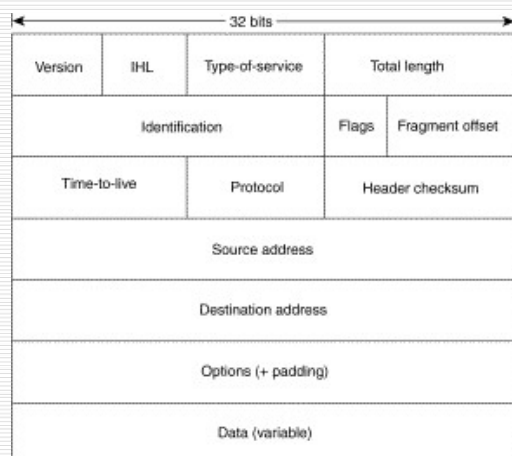 32 bits
Version IHL Type-of-service Total length
Identification Flags Fragment offset
Time-to-live Protocol Header checksum
Source address
Destination address
Options (+ padding)
Data (variable)